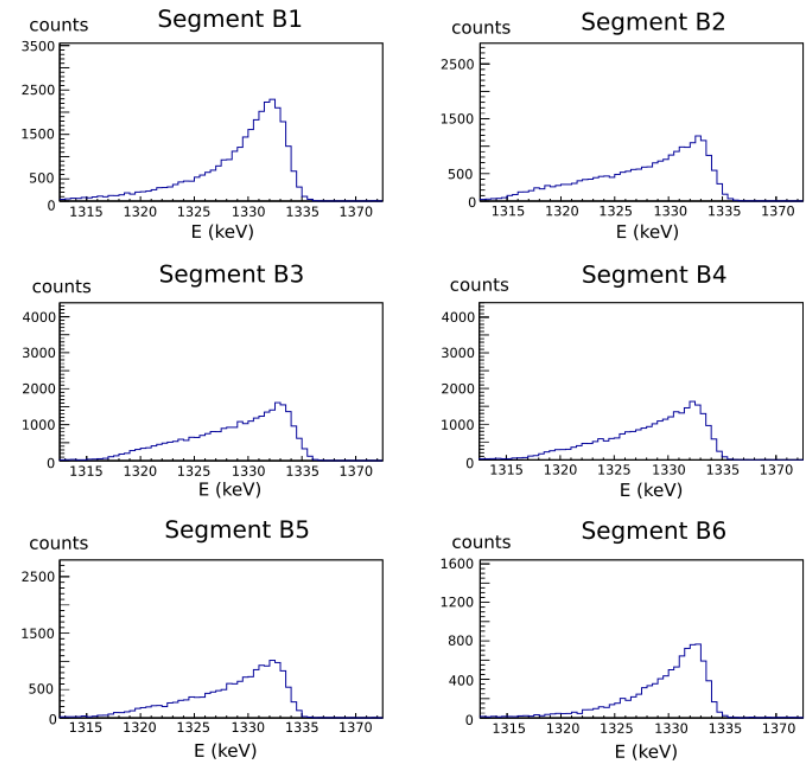 Segment B1
counts
3500
2500
1500
500
0
1315 1320 1325 1330 1335 1370
E (keV)
Segment B2
counts
2500
1500
500
0
1315 1320 1325 1330 1335 1370
E (keV)
Segment B3
counts
4000
3000
2000
1000
0
1315 1320 1325 1330 1335 1370
E (keV)
Segment B4
counts
4000
3000
2000
1000
0
1315 1320 1325 1330 1335 1370
E (keV)
Segment B5
counts
2500
1500
500
0
1315 1320 1325 1330 1335 1370
E (keV)
Segment B6
counts
1600
1200
800
400
0
1315 1320 1325 1330 1335 1370
E (keV)